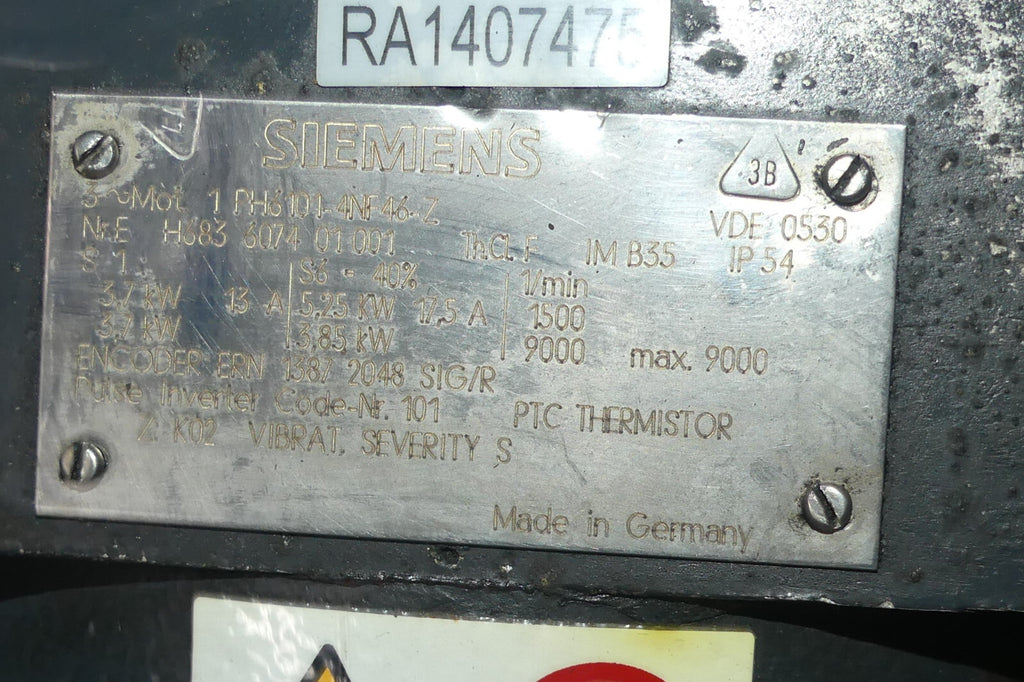 RA1407475
SIEMENS
3B
3~Mot. 1 PH6101-4NF46-Z VDE 0530
Nr.E H683 6074 01 001 Th.Cl. F IM B35 IP 54
S 1 S6 - 40% 1/min
3,7 kW 13 A 5,25 KW 17,5 A 1500
3,7 kW 3,85 kW 9000 max. 9000
ENCODER ERN 1387 2048 SIG/R
Pulse Inverter Code-Nr. 101 PTC THERMISTOR
Z: K02 VIBRAT. SEVERITY S
Made in Germany